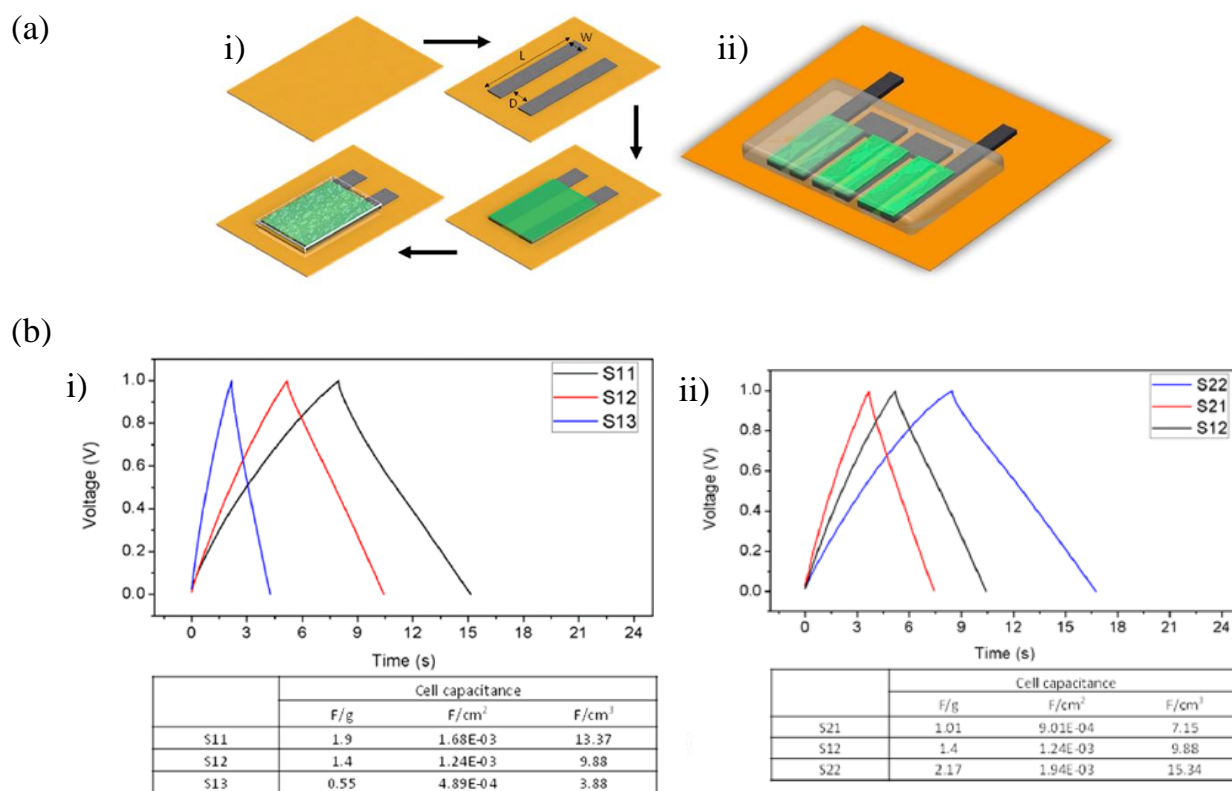 (a)
i)
L
W
D
ii)
(b)
i)
Voltage (V)
1.0
0.8
0.6
0.4
0.2
0.0
S11
S12
S13
0 3 6 9 12 15 18 21 24
Time (s)
Cell capacitance
F/g F/cm² F/cm³
S11 1.9 1.68E-03 13.37
S12 1.4 1.24E-03 9.88
S13 0.55 4.89E-04 3.88
ii)
Voltage (V)
1.0
0.8
0.6
0.4
0.2
0.0
S22
S21
S12
0 3 6 9 12 15 18 21 24
Time (s)
Cell capacitance
F/g F/cm² F/cm³
S21 1.01 9.01E-04 7.15
S12 1.4 1.24E-03 9.88
S22 2.17 1.94E-03 15.34